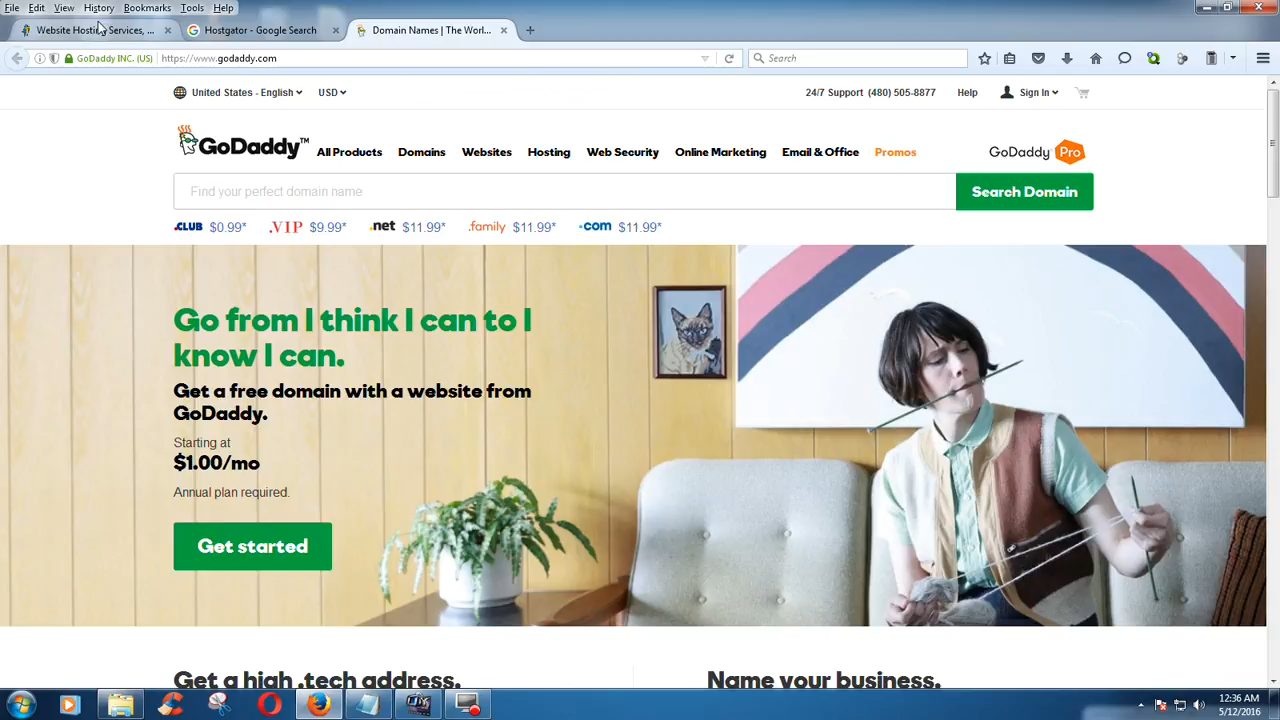 File Edit View History Bookmarks Tools Help
Website Hosting Services, ... Hostgator - Google Search Domain Names | The Worl...
GoDaddy INC. (US) https://www.godaddy.com Search
United States - English USD 24/7 Support (480) 505-8877 Help Sign In
GoDaddy™ All Products Domains Websites Hosting Web Security Online Marketing Email & Office Promos GoDaddy Pro
Find your perfect domain name Search Domain
.CLUB $0.99* .VIP $9.99* .net $11.99* .family $11.99* .com $11.99*
Go from I think I can to I
know I can.
Get a free domain with a website from
GoDaddy.
Starting at
$1.00/mo
Annual plan required.
Get started
Get a high .tech address. Name your business.
12:36 AM
5/12/2016